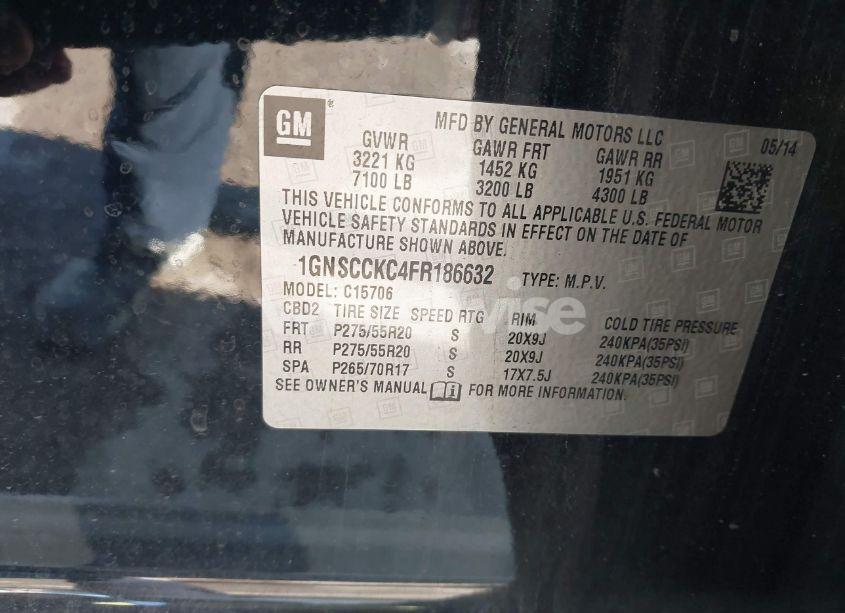 GM
MFD BY GENERAL MOTORS LLC 05/14
GVWR GAWR FRT GAWR RR
3221 KG 1452 KG 1951 KG
7100 LB 3200 LB 4300 LB
THIS VEHICLE CONFORMS TO ALL APPLICABLE U.S. FEDERAL MOTOR
VEHICLE SAFETY STANDARDS IN EFFECT ON THE DATE OF
MANUFACTURE SHOWN ABOVE.
1GNSCCKC4FR186632 TYPE: M.P.V.
MODEL: C15706
CBD2 TIRE SIZE SPEED RTG RIM COLD TIRE PRESSURE
FRT P275/55R20 S 20X9J 240KPA(35PSI)
RR P275/55R20 S 20X9J 240KPA(35PSI)
SPA P265/70R17 S 17X7.5J 240KPA(35PSI)
SEE OWNER'S MANUAL FOR MORE INFORMATION.